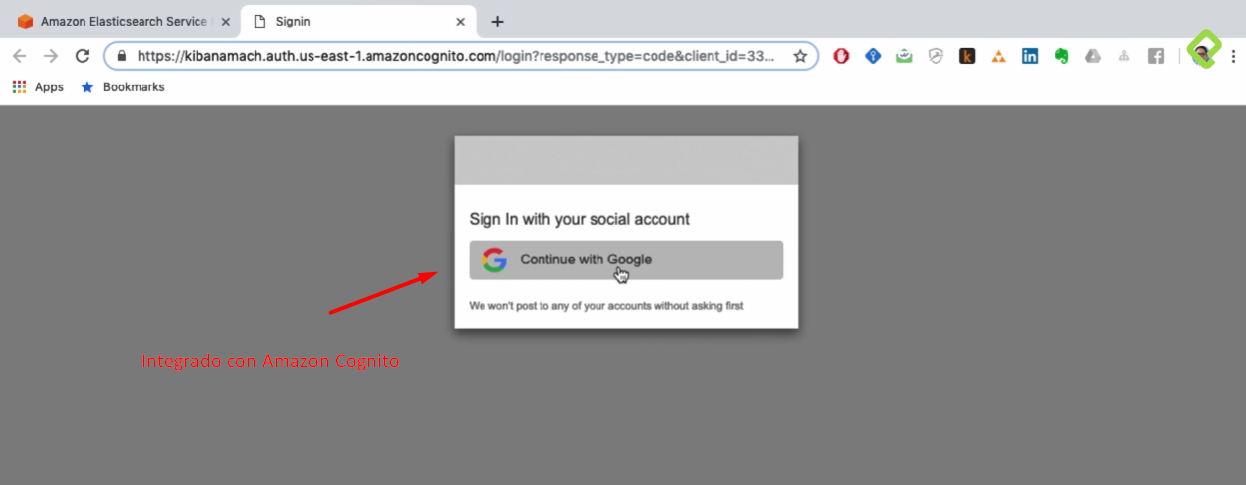 Amazon Elasticsearch Service
Signin
https://kibanamach.auth.us-east-1.amazoncognito.com/login?response_type=code&client_id=33...
Apps
Bookmarks
Sign In with your social account
Continue with Google
We won't post to any of your accounts without asking first
Integrado con Amazon Cognito